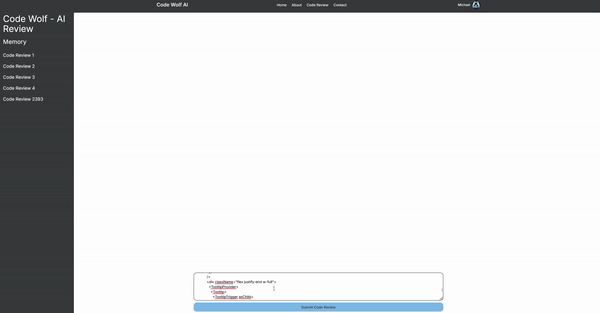 Code Wolf AI
Home About Code Review Contact
Michael
Code Wolf - AI
Review
Memory
Code Review 1
Code Review 2
Code Review 3
Code Review 4
Code Review 2393
/>
<div className="flex justify-end w-full">
<TooltipProvider>
<Tooltip>
<TooltipTrigger asChild>
Submit Code Review